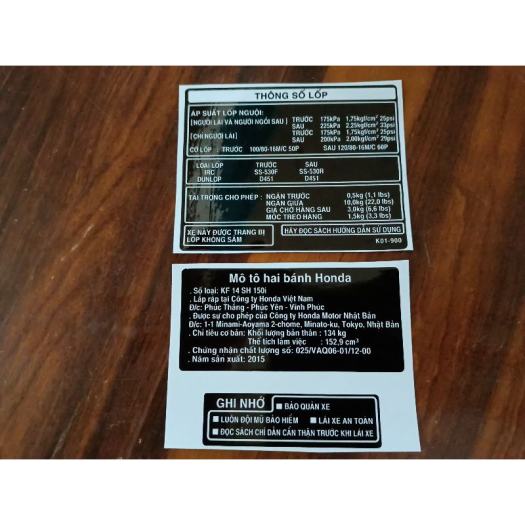 THÔNG SỐ LỐP
ÁP SUẤT LỐP NGUỘI:
[NGƯỜI LÁI VÀ NGƯỜI NGỒI SAU] TRƯỚC 175kPa 1,75kgf/cm² 25psi
SAU 225kPa 2,25kgf/cm² 33psi
[CHỈ NGƯỜI LÁI] TRƯỚC 175kPa 1,75kgf/cm² 25psi
SAU 200kPa 2,00kgf/cm² 29psi
CỠ LỐP TRƯỚC 100/80-16M/C 50P SAU 120/80-16M/C 60P
LOẠI LỐP TRƯỚC SAU
IRC SS-530F SS-530R
DUNLOP D451 D451
TẢI TRỌNG CHO PHÉP : NGĂN TRƯỚC 0,5kg (1,1 lbs)
NGĂN GIỮA 10,0kg (22,0 lbs)
GIÁ CHỞ HÀNG SAU 3,0kg (6,6 lbs)
MÓC TREO HÀNG 1,5kg (3,3 lbs)
XE NÀY ĐƯỢC TRANG BỊ
LỐP KHÔNG SĂM
HÃY ĐỌC SÁCH HƯỚNG DẪN SỬ DỤNG
K01-900
Mô tô hai bánh Honda
. Số loại: KF 14 SH 150i
. Lắp ráp tại Công ty Honda Việt Nam
Đ/c: Phúc Thắng - Phúc Yên - Vĩnh Phúc
. Được sự cho phép của Công ty Honda Motor Nhật Bản
Đ/c: 1-1 Minami-Aoyama 2-chome, Minato-ku, Tokyo, Nhật Bản
. Chỉ tiêu cơ bản: Khối lượng bản thân : 134 kg
Thể tích làm việc : 152,9 cm³
. Chứng nhận chất lượng số: 025/VAQ06-01/12-00
. Năm sản xuất: 2015
GHI NHỚ ■ BẢO QUẢN XE
■ LUÔN ĐỘI MŨ BẢO HIỂM ■ LÁI XE AN TOÀN
■ ĐỌC SÁCH CHỈ DẪN CẨN THẬN TRƯỚC KHI LÁI XE